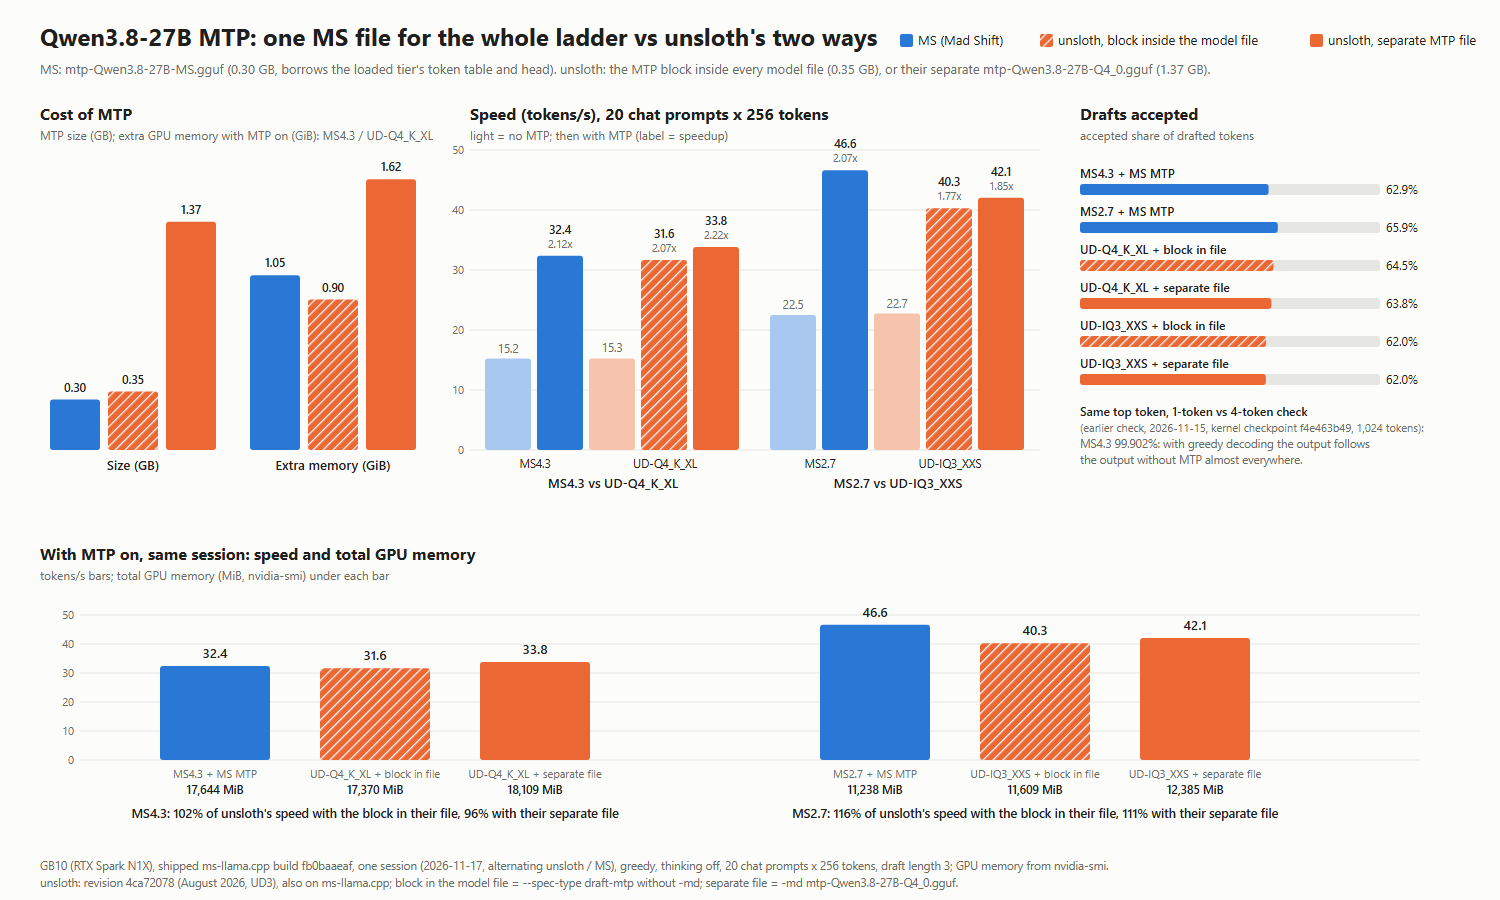 Qwen3.8-27B MTP: one MS file for the whole ladder vs unsloth's two ways
MS (Mad Shift)
unsloth, block inside the model file
unsloth, separate MTP file
MS: mtp-Qwen3.8-27B-MS.gguf (0.30 GB, borrows the loaded tier's token table and head). unsloth: the MTP block inside every model file (0.35 GB), or their separate mtp-Qwen3.8-27B-Q4_0.gguf (1.37 GB).
Cost of MTP
MTP size (GB); extra GPU memory with MTP on (GiB): MS4.3 / UD-Q4_K_XL
0.30
0.35
1.37
1.05
0.90
1.62
Size (GB)
Extra memory (GiB)
Speed (tokens/s), 20 chat prompts x 256 tokens
light = no MTP; then with MTP (label = speedup)
50
40
30
20
10
0
15.2
32.4
2.12x
15.3
31.6
2.07x
33.8
2.22x
22.5
46.6
2.07x
22.7
40.3
1.77x
42.1
1.85x
MS4.3
UD-Q4_K_XL
MS2.7
UD-IQ3_XXS
MS4.3 vs UD-Q4_K_XL
MS2.7 vs UD-IQ3_XXS
Drafts accepted
accepted share of drafted tokens
MS4.3 + MS MTP
62.9%
MS2.7 + MS MTP
65.9%
UD-Q4_K_XL + block in file
64.5%
UD-Q4_K_XL + separate file
63.8%
UD-IQ3_XXS + block in file
62.0%
UD-IQ3_XXS + separate file
62.0%
Same top token, 1-token vs 4-token check
(earlier check, 2026-11-15, kernel checkpoint f4e463b49, 1,024 tokens):
MS4.3 99.902%: with greedy decoding the output follows
the output without MTP almost everywhere.
With MTP on, same session: speed and total GPU memory
tokens/s bars; total GPU memory (MiB, nvidia-smi) under each bar
50
40
30
20
10
0
32.4
31.6
33.8
46.6
40.3
42.1
MS4.3 + MS MTP
17,644 MiB
UD-Q4_K_XL + block in file
17,370 MiB
UD-Q4_K_XL + separate file
18,109 MiB
MS2.7 + MS MTP
11,238 MiB
UD-IQ3_XXS + block in file
11,609 MiB
UD-IQ3_XXS + separate file
12,385 MiB
MS4.3: 102% of unsloth's speed with the block in their file, 96% with their separate file
MS2.7: 116% of unsloth's speed with the block in their file, 111% with their separate file
GB10 (RTX Spark N1X), shipped ms-llama.cpp build fb0baaeaf, one session (2026-11-17, alternating unsloth / MS), greedy, thinking off, 20 chat prompts x 256 tokens, draft length 3; GPU memory from nvidia-smi.
unsloth: revision 4ca72078 (August 2026, UD3), also on ms-llama.cpp; block in the model file = --spec-type draft-mtp without -md; separate file = -md mtp-Qwen3.8-27B-Q4_0.gguf.